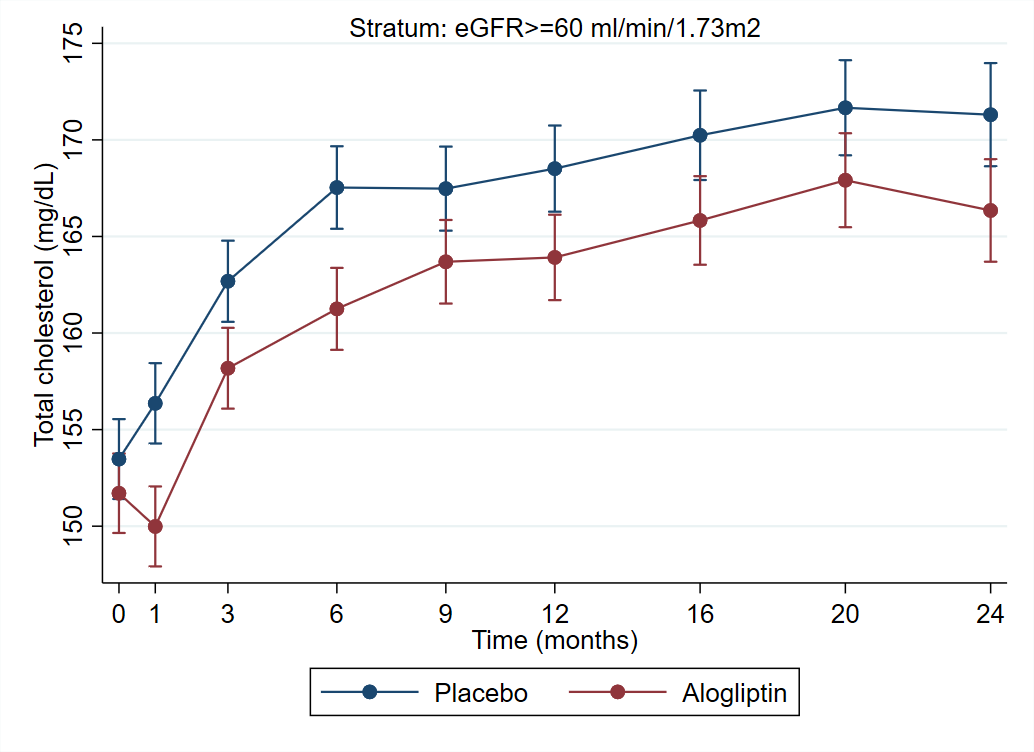 Stratum: eGFR>=60 ml/min/1.73m2
Total cholesterol (mg/dL)
175
170
165
160
155
150
0 1 3 6 9 12 16 20 24
Time (months)
Placebo Alogliptin